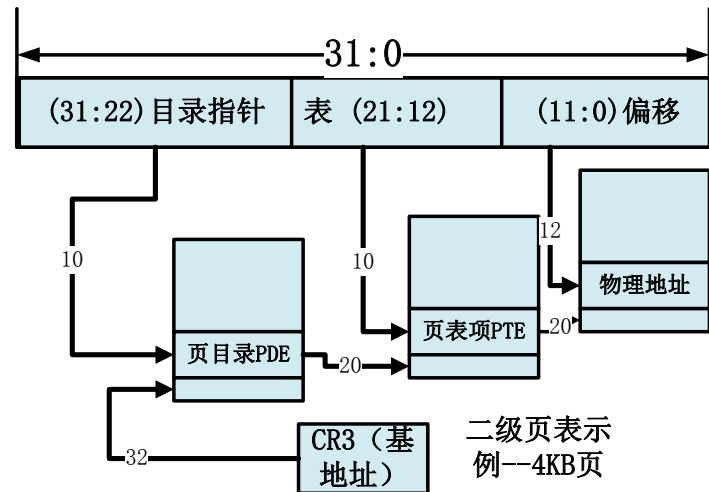 31:0
(31:22)目录指针
表 (21:12)
(11:0)偏移
10
10
12
物理地址
页表项PTE
20
页目录PDE
20
32
CR3（基
地址）
二级页表示
例--4KB页